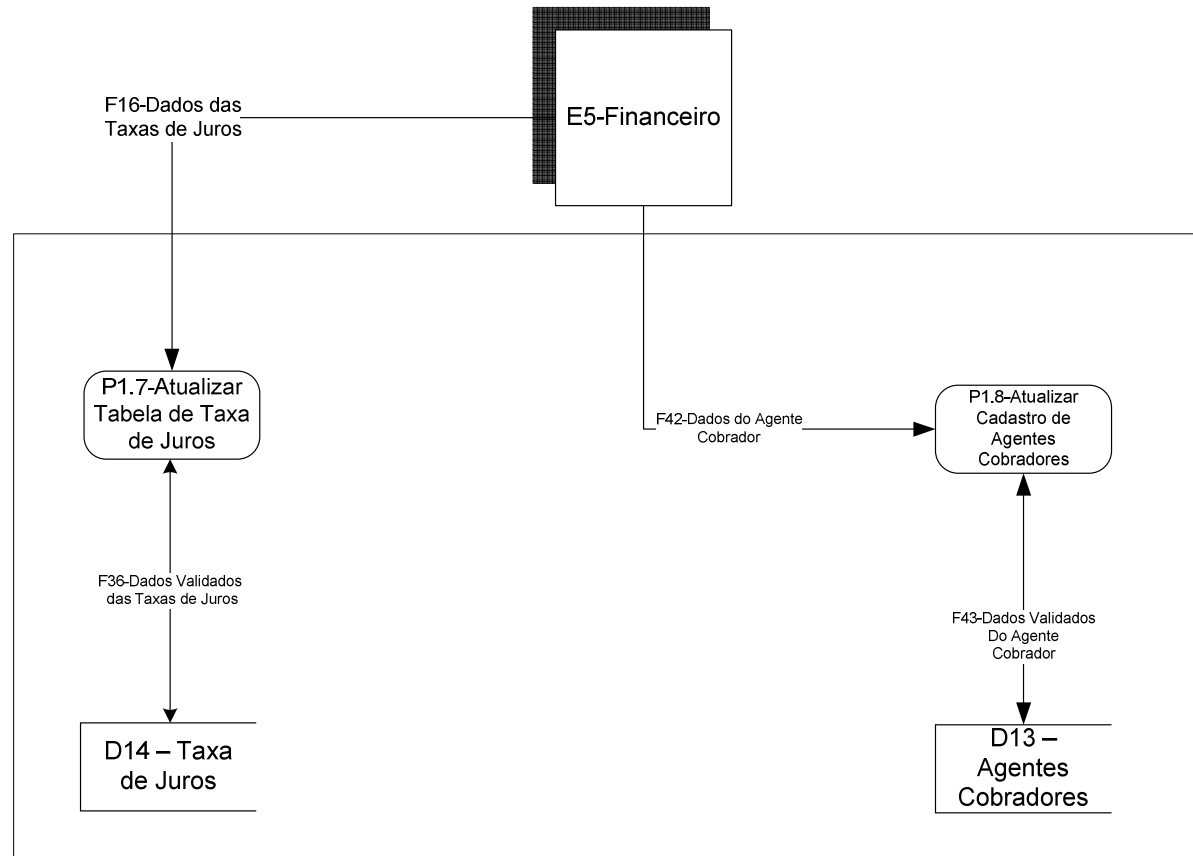 F16-Dados das
Taxas de Juros
E5-Financeiro
P1.7-Atualizar
Tabela de Taxa
de Juros
F42-Dados do Agente
Cobrador
P1.8-Atualizar
Cadastro de
Agentes
Cobradores
F36-Dados Validados
das Taxas de Juros
F43-Dados Validados
Do Agente
Cobrador
D14 – Taxa
de Juros
D13 –
Agentes
Cobradores